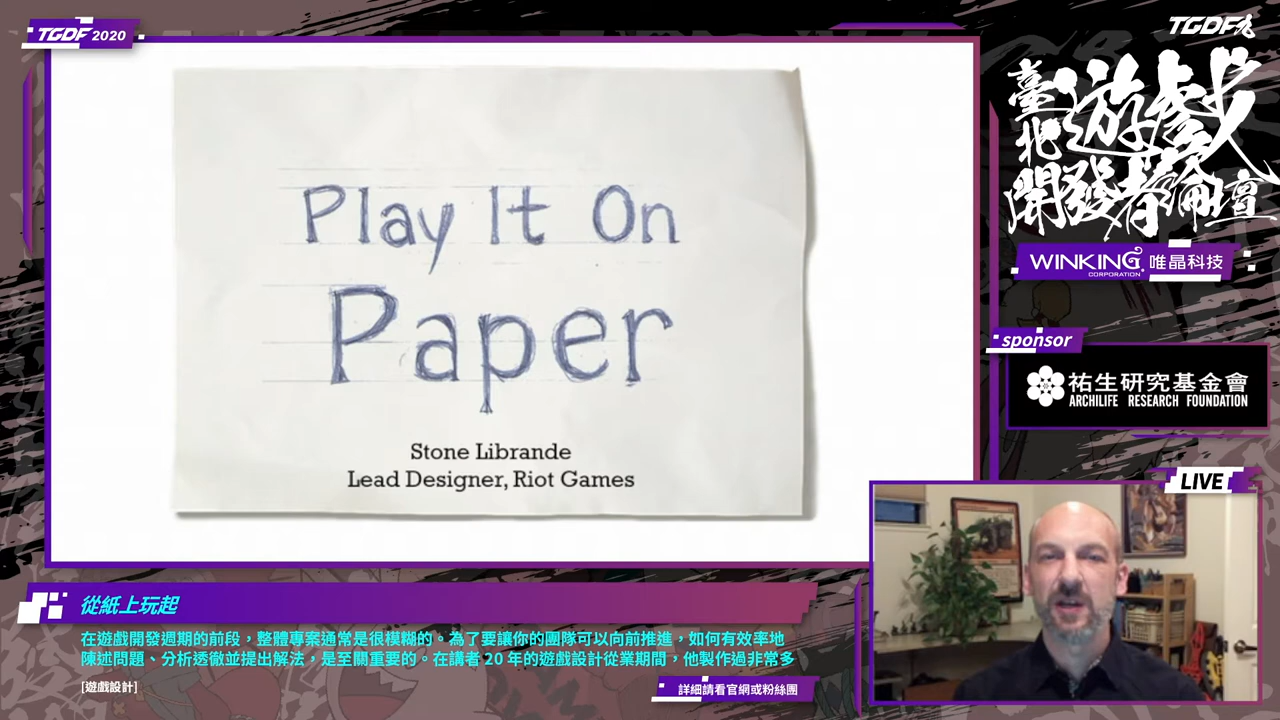 TGDF 2020
TGDF
臺北遊戲
開發者論壇
Play It On
Paper
Stone Librande
Lead Designer, Riot Games
WINKING
CORPORATION
唯晶科技
sponsor
祐生研究基金會
ARCHILIFE RESEARCH FOUNDATION
LIVE
從紙上玩起
在遊戲開發週期的前段，整體專案通常是很模糊的。為了要讓你的團隊可以向前推進，如何有效率地
陳述問題、分析透徹並提出解法，是至關重要的。在講者 20 年的遊戲設計從業期間，他製作過非常多
[遊戲設計]
詳細請看官網或粉絲團